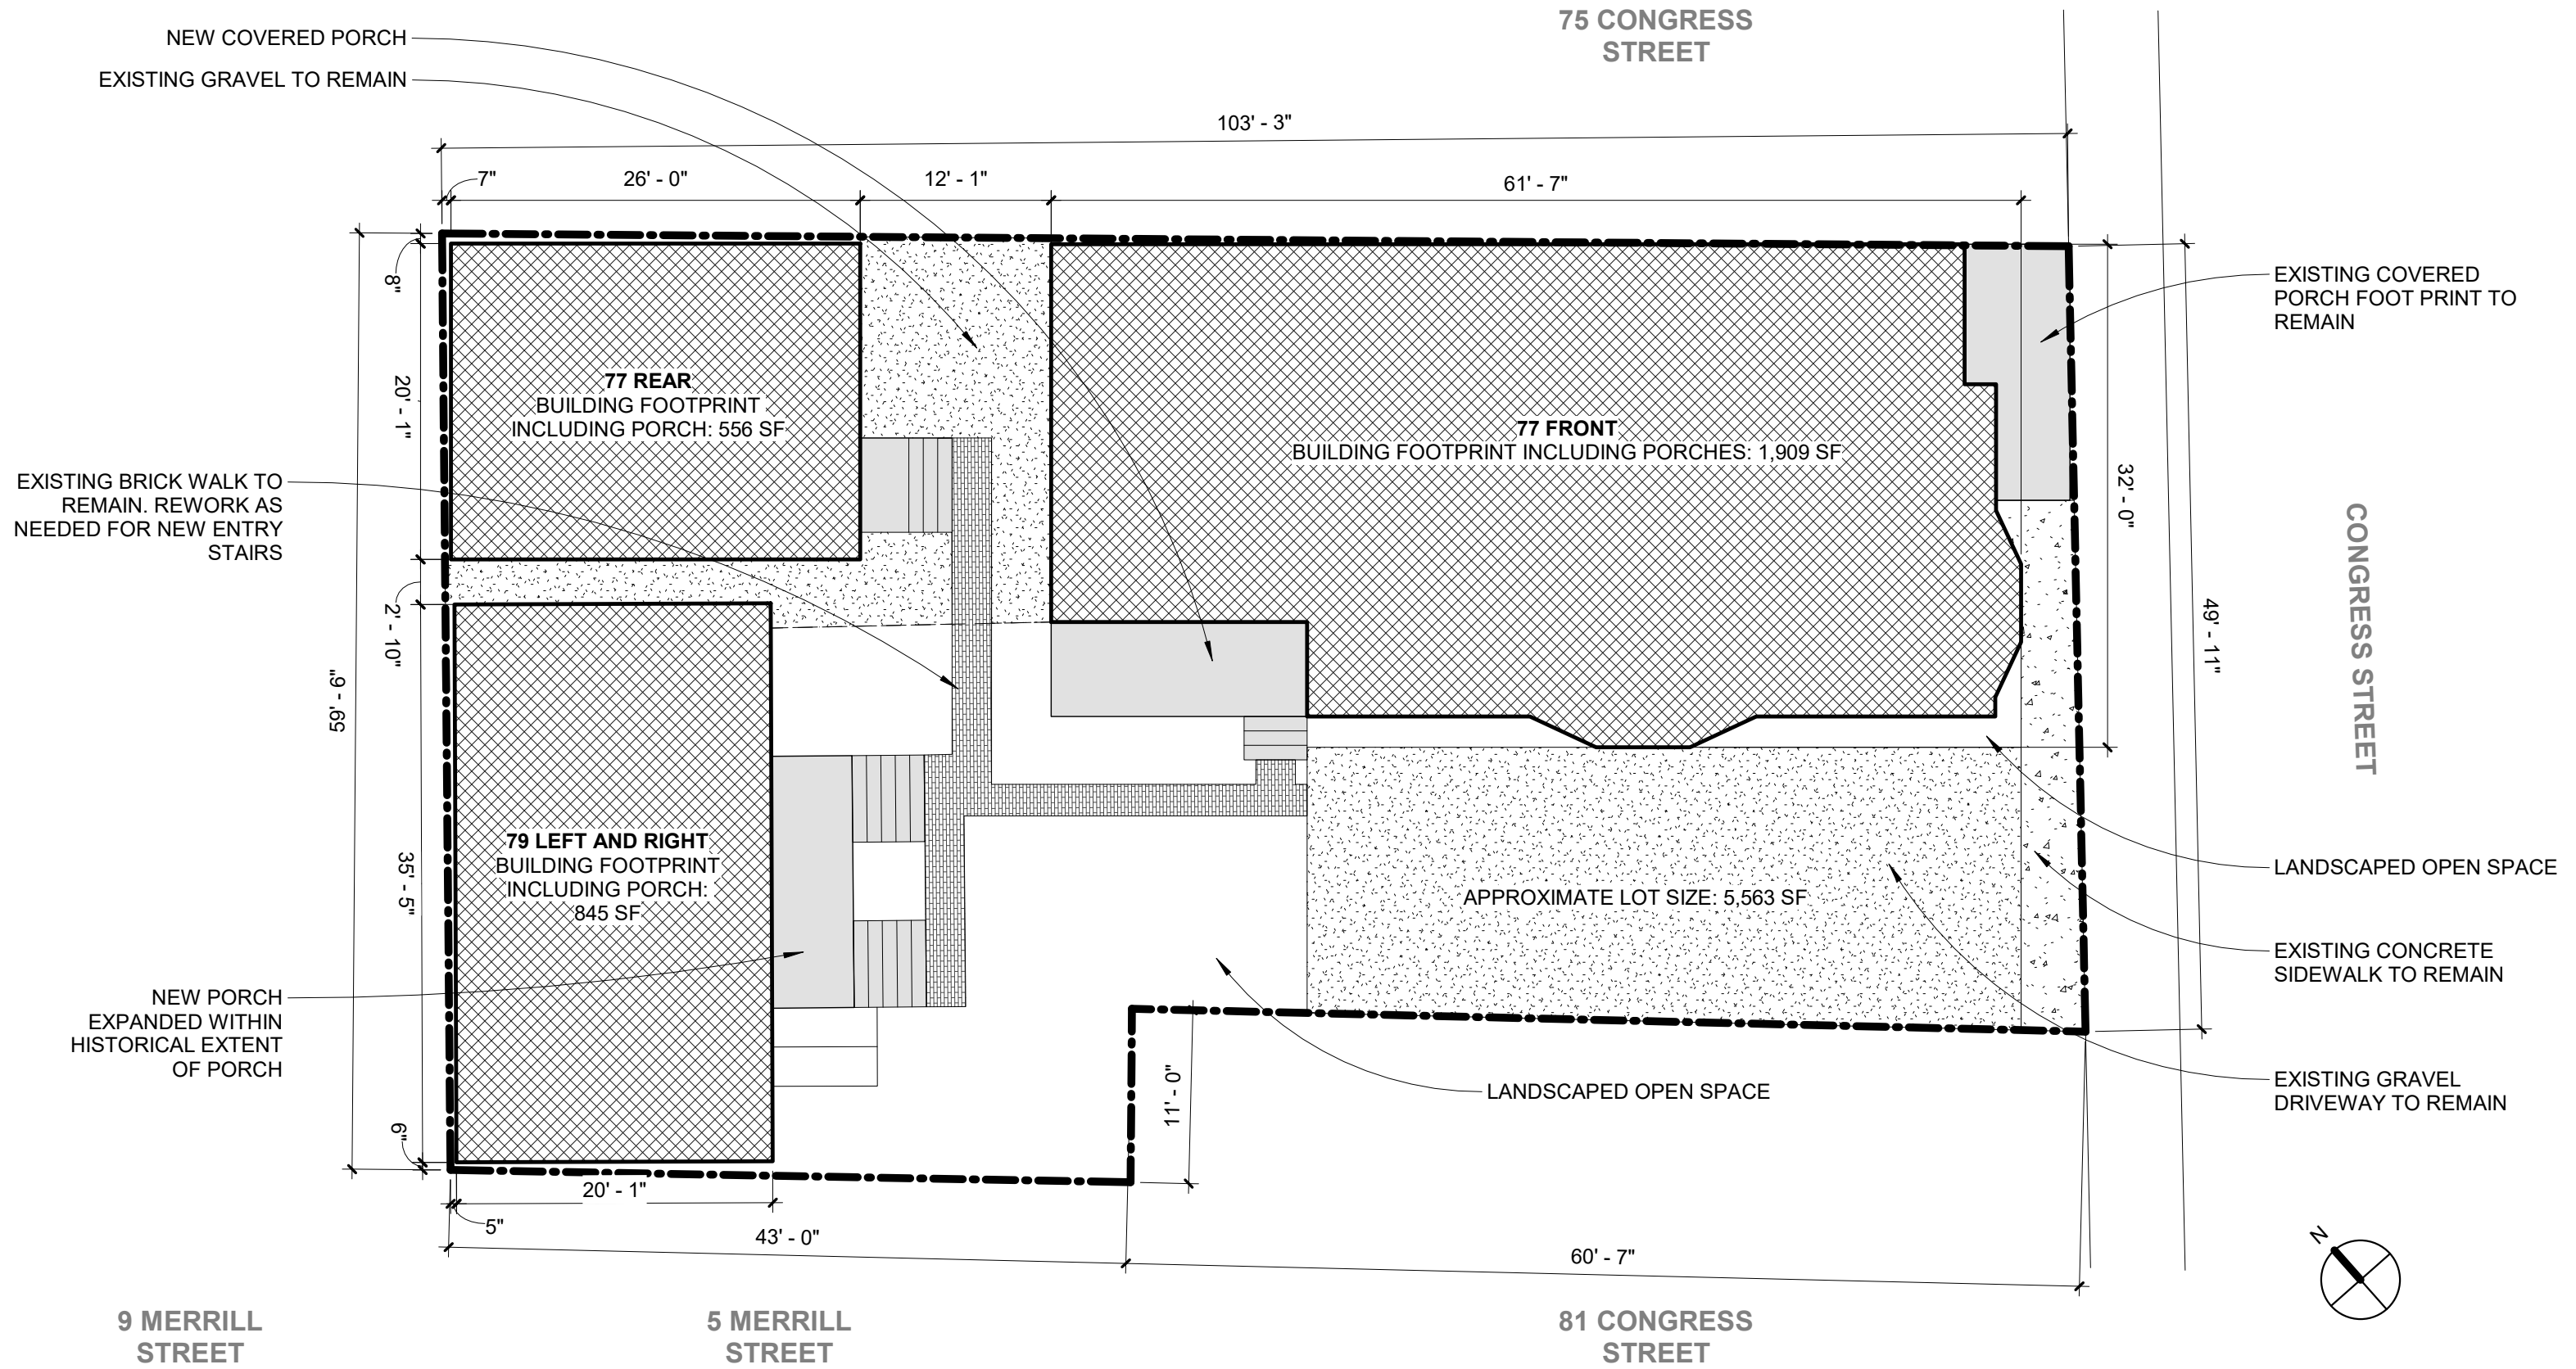 75 CONGRESS
STREET
NEW COVERED PORCH
EXISTING GRAVEL TO REMAIN
103' - 3"
7"
26' - 0"
12' - 1"
61' - 7"
8"
20' - 1"
2' - 10"
59' - 9"
35' - 5"
6"
77 REAR
BUILDING FOOTPRINT
INCLUDING PORCH: 556 SF
77 FRONT
BUILDING FOOTPRINT INCLUDING PORCHES: 1,909 SF
EXISTING COVERED
PORCH FOOT PRINT TO
REMAIN
32' - 0"
49' - 11"
CONGRESS STREET
EXISTING BRICK WALK TO
REMAIN. REWORK AS
NEEDED FOR NEW ENTRY
STAIRS
79 LEFT AND RIGHT
BUILDING FOOTPRINT
INCLUDING PORCH:
845 SF
APPROXIMATE LOT SIZE: 5,563 SF
LANDSCAPED OPEN SPACE
EXISTING CONCRETE
SIDEWALK TO REMAIN
NEW PORCH
EXPANDED WITHIN
HISTORICAL EXTENT
OF PORCH
LANDSCAPED OPEN SPACE
EXISTING GRAVEL
DRIVEWAY TO REMAIN
11' - 0"
20' - 1"
5"
43' - 0"
60' - 7"
N
9 MERRILL
STREET
5 MERRILL
STREET
81 CONGRESS
STREET